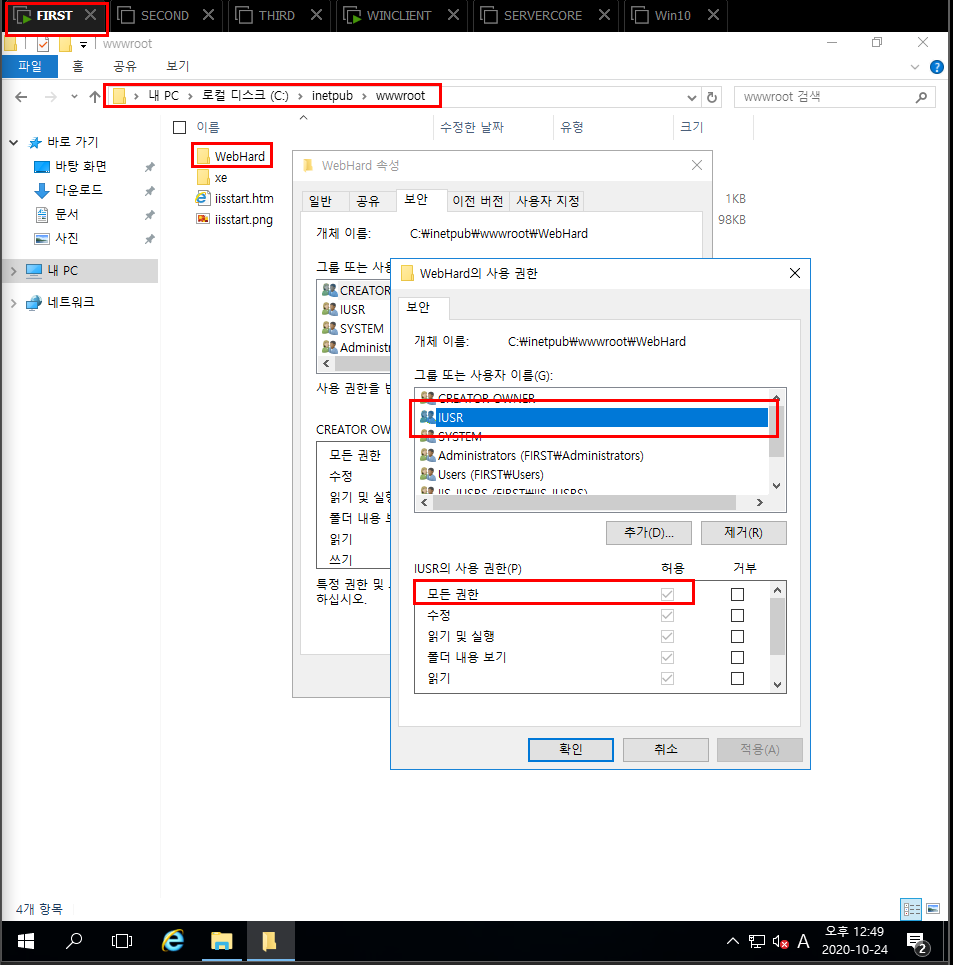 FIRST SECOND THIRD WINCLIENT SERVERCORE Win10
wwwroot
파일 홈 공유 보기
내 PC 로컬 디스크 (C:) inetpub wwwroot
wwwroot 검색
이름 수정한 날짜 유형 크기
바로 가기
바탕 화면
다운로드
문서
사진
내 PC
네트워크
WebHard
xe
iisstart.htm 1KB
iisstart.png 98KB
WebHard 속성
일반 공유 보안 이전 버전 사용자 지정
개체 이름: C:₩inetpub₩wwwroot₩WebHard
그룹 또는 사용
CREATOR
IUSR
SYSTEM
Administr
사용 권한을 변
CREATOR OW
모든 권한
수정
읽기 및 실행
폴더 내용 보
읽기
쓰기
특정 권한 및
하십시오.
WebHard의 사용 권한
보안
개체 이름: C:₩inetpub₩wwwroot₩WebHard
그룹 또는 사용자 이름(G):
CREATOR OWNER
IUSR
SYSTEM
Administrators (FIRST₩Administrators)
Users (FIRST₩Users)
IIS_IUSRS (FIRST₩IIS_IUSRS)
추가(D)... 제거(R)
IUSR의 사용 권한(P) 허용 거부
모든 권한
수정
읽기 및 실행
폴더 내용 보기
읽기
확인 취소 적용(A)
4개 항목
A 오후 12:49
2020-10-24 2